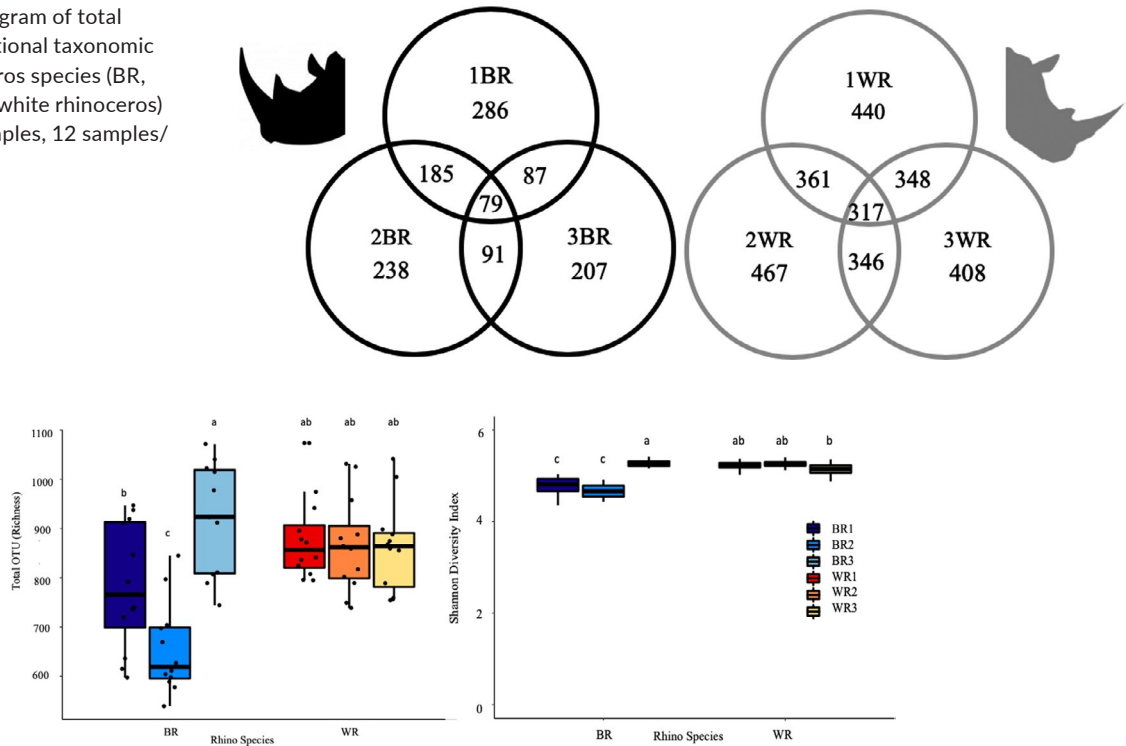 gram of total
tional taxonomic
ros species (BR,
white rhinoceros)
nples, 12 samples/
1BR
286
185
87
79
2BR
238
91
3BR
207
1WR
440
361
348
317
2WR
467
346
3WR
408
1100
1000
900
800
700
600
Total OTU (Richness)
b
c
a
ab
ab
ab
BR
Rhino Species
WR
6
4
2
0
Shannon Diversity Index
c
c
a
ab
ab
b
BR1
BR2
BR3
WR1
WR2
WR3
BR
Rhino Species
WR